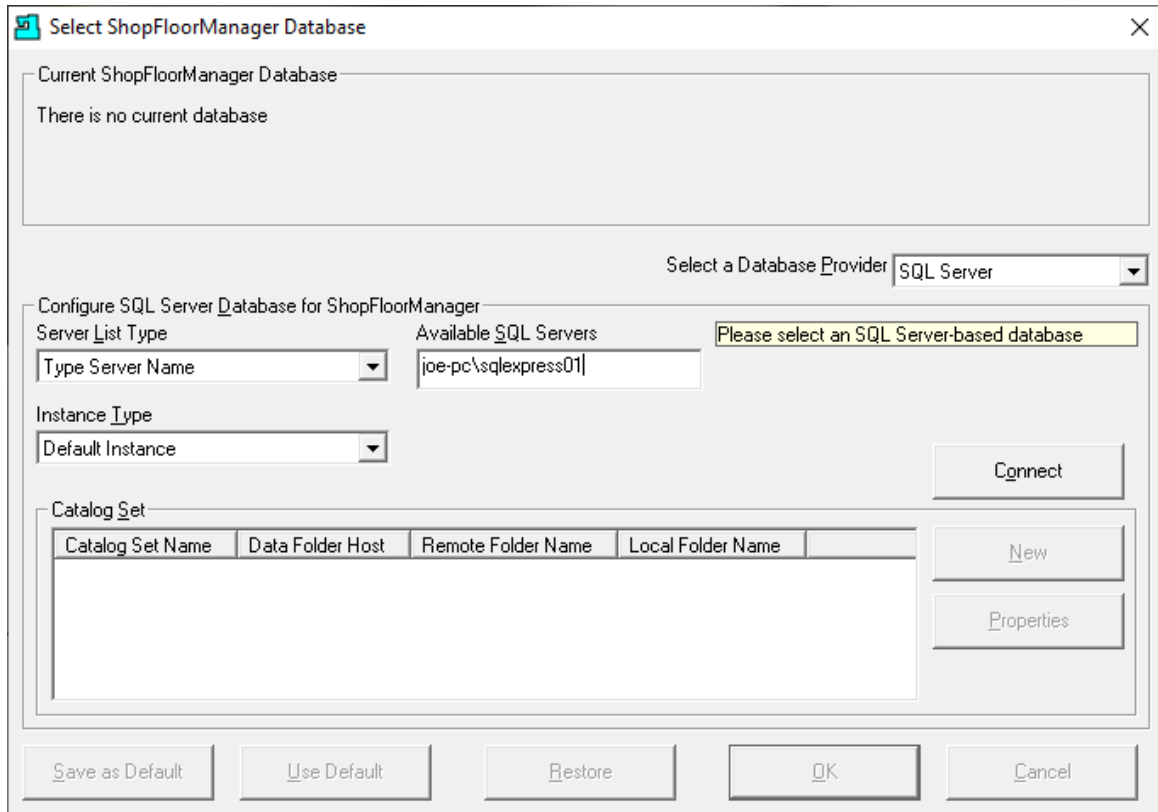 Select ShopFloorManager Database
Current ShopFloorManager Database
There is no current database
Select a Database Provider SQL Server
Configure SQL Server Database for ShopFloorManager
Server List Type Available SQL Servers Please select an SQL Server-based database
Type Server Name joe-pc\sqlexpress01
Instance Type
Default Instance
Connect
Catalog Set
Catalog Set Name Data Folder Host Remote Folder Name Local Folder Name
New
Properties
Save as Default Use Default Restore OK Cancel